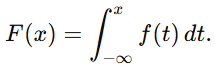 F(x) = ∫_{-∞}^{x} f(t) dt.